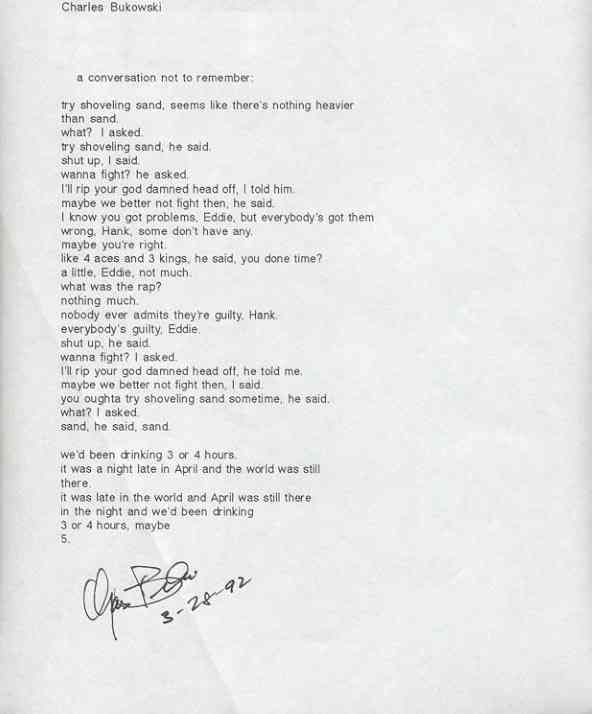 Charles Bukowski
a conversation not to remember:
try shoveling sand, seems like there's nothing heavier
than sand.
what?  I asked.
try shoveling sand, he said.
shut up, I said.
wanna fight? he asked.
I'll rip your god damned head off, I told him.
maybe we better not fight then, he said.
I know you got problems, Eddie, but everybody's got them
wrong, Hank, some don't have any.
maybe you're right.
like 4 aces and 3 kings, he said, you done time?
a little, Eddie, not much.
what was the rap?
nothing much.
nobody ever admits they're guilty, Hank.
everybody's guilty, Eddie.
shut up, he said.
wanna fight? I asked.
I'll rip your god damned head off, he told me.
maybe we better not fight then, I said.
you oughta try shoveling sand sometime, he said.
what? I asked.
sand, he said, sand.
we'd been drinking 3 or 4 hours.
it was a night late in April and the world was still
there.
it was late in the world and April was still there
in the night and we'd been drinking
3 or 4 hours, maybe
5.
3-28-92